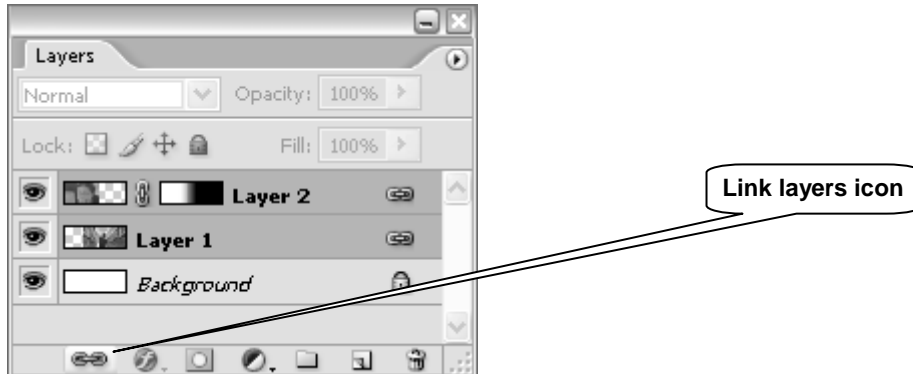 Layers
Normal Opacity: 100%
Lock: Fill: 100%
Layer 2
Link layers icon
Layer 1
Background